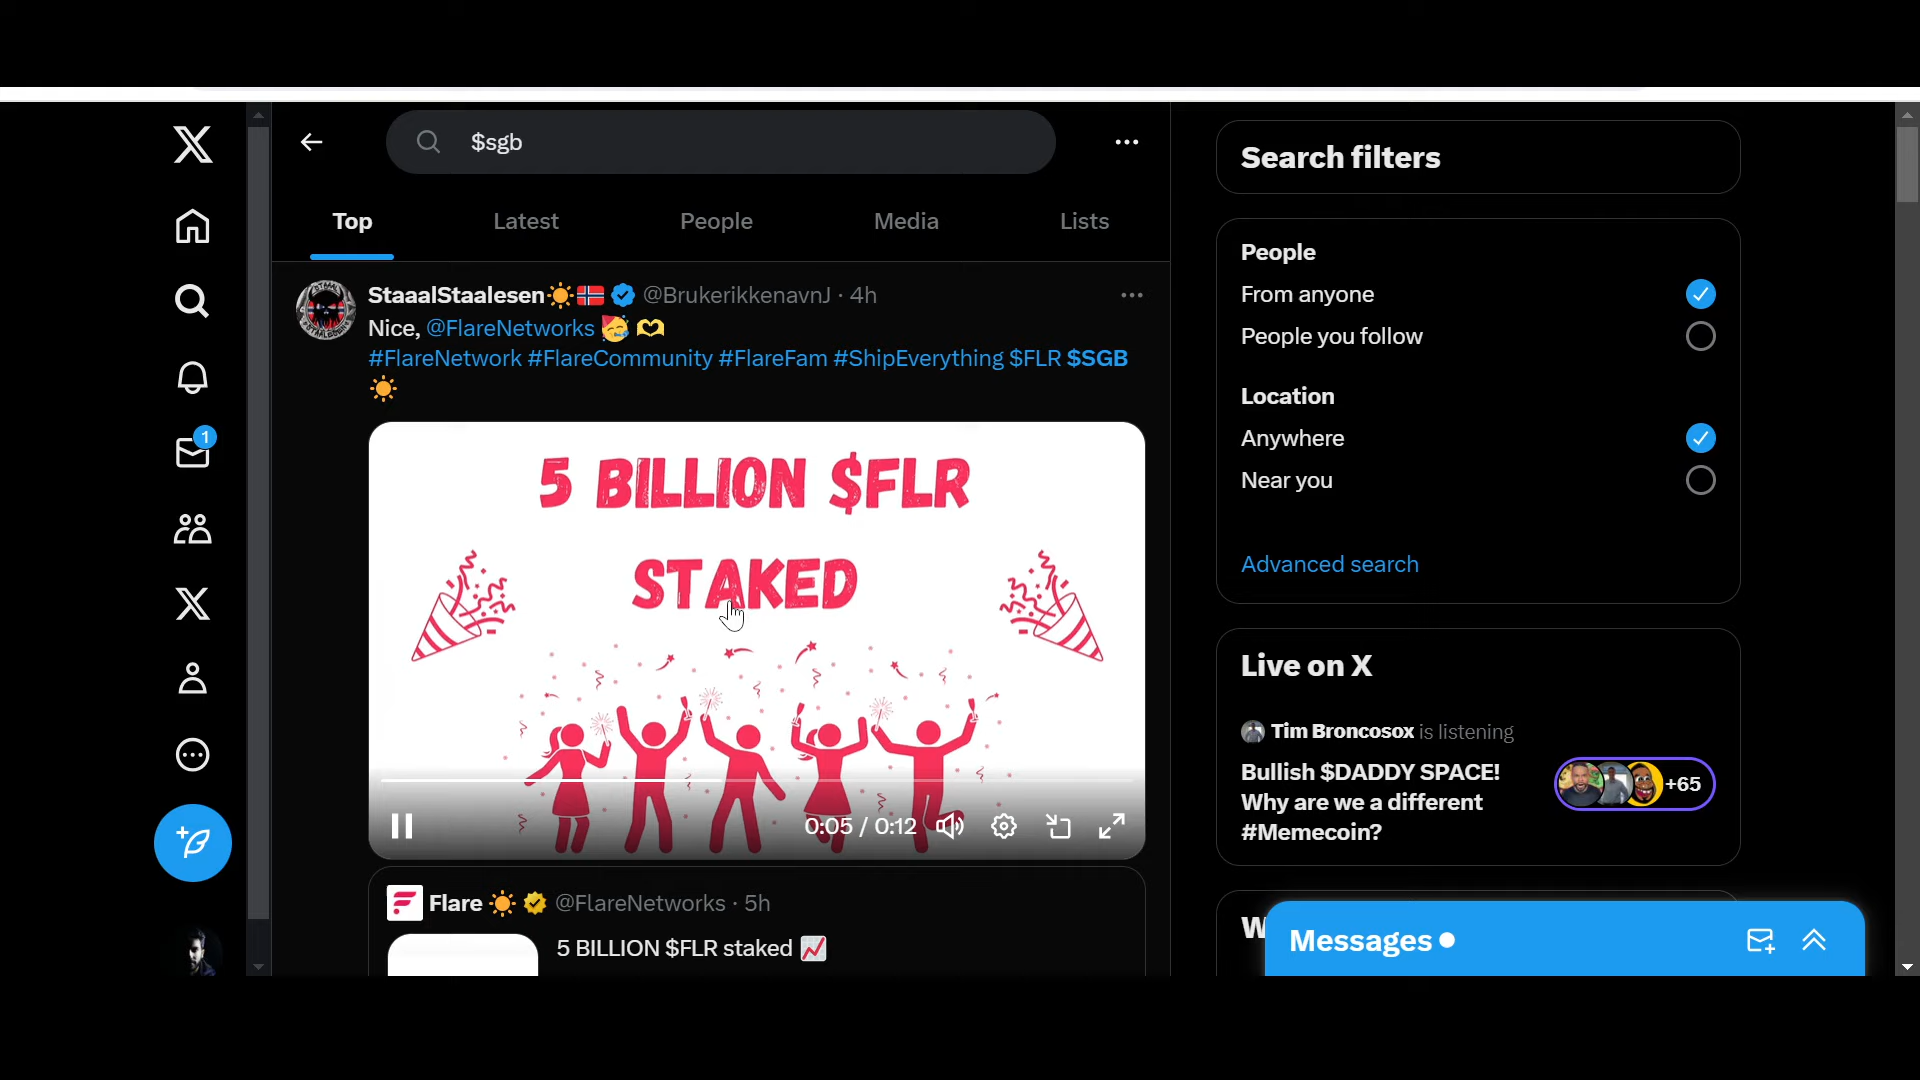 $sgb
Top
Latest
People
Media
Lists
StaaalStaalesen☀️🇳🇴 @BrukerikkenavnJ · 4h
Nice, @FlareNetworks 🥳 🫶
#FlareNetwork #FlareCommunity #FlareFam #ShipEverything $FLR $SGB
☀️
5 BILLION $FLR
STAKED
0:05 / 0:12
Flare ☀️ @FlareNetworks · 5h
5 BILLION $FLR staked 📈
1
Search filters
People
From anyone
People you follow
Location
Anywhere
Near you
Advanced search
Live on X
Tim Broncosox is listening
Bullish $DADDY SPACE!
Why are we a different
#Memecoin?
+65
Messages